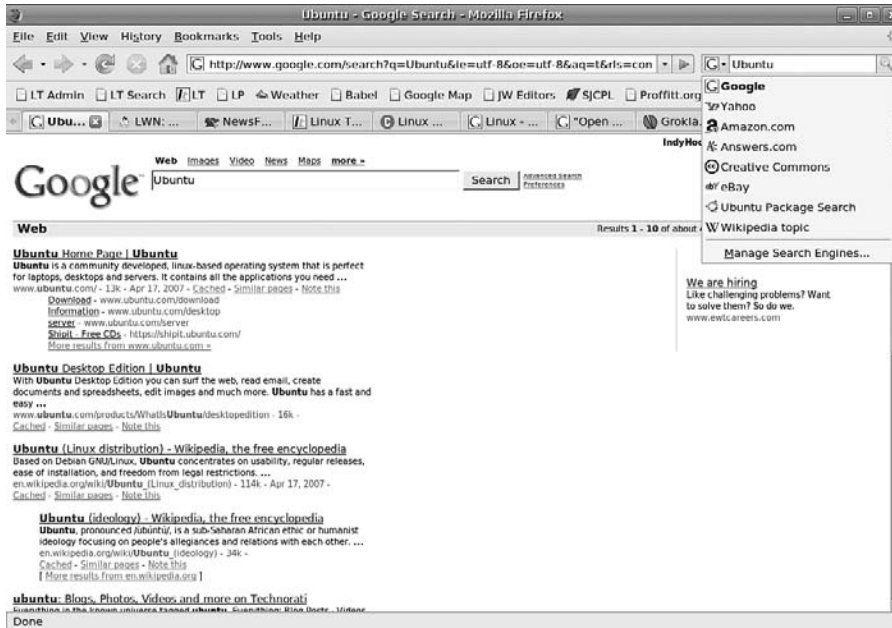 Ubuntu - Google Search - Mozilla Firefox
File Edit View History Bookmarks Tools Help
http://www.google.com/search?q=Ubuntu&ie=utf-8&oe=utf-8&aq=t&rls=con
Ubuntu
LT Admin LT Search LT LP Weather Babel Google Map JW Editors SJCPL Proffitt.org
Ubu... LWN: ... NewsF... Linux T... Linux ... Linux - ... "Open ... Grokla.
Google
Yahoo
Amazon.com
Answers.com
Creative Commons
eBay
Ubuntu Package Search
Wikipedia topic
Manage Search Engines...
IndyHoo
Web Images Video News Maps more »
Google
Ubuntu
Search
Advanced Search
Preferences
Web
Results 1 - 10 of about
Ubuntu Home Page | Ubuntu
Ubuntu is a community developed, linux-based operating system that is perfect
for laptops, desktops and servers. It contains all the applications you need ...
www.ubuntu.com/ - 13k - Apr 17, 2007 - Cached - Similar pages - Note this
Download - www.ubuntu.com/download
Information - www.ubuntu.com/desktop
server - www.ubuntu.com/server
ShipIt - Free CDs - https://shipit.ubuntu.com/
More results from www.ubuntu.com »
We are hiring
Like challenging problems? Want
to solve them? So do we.
www.ewtcareers.com
Ubuntu Desktop Edition | Ubuntu
With Ubuntu Desktop Edition you can surf the web, read email, create
documents and spreadsheets, edit images and much more. Ubuntu has a fast and
easy ...
www.ubuntu.com/products/WhatIsUbuntu/desktopedition - 16k -
Cached - Similar pages - Note this
Ubuntu (Linux distribution) - Wikipedia, the free encyclopedia
Based on Debian GNU/Linux, Ubuntu concentrates on usability, regular releases,
ease of installation, and freedom from legal restrictions. ...
en.wikipedia.org/wiki/Ubuntu_(Linux_distribution) - 114k - Apr 17, 2007 -
Cached - Similar pages - Note this
Ubuntu (ideology) - Wikipedia, the free encyclopedia
Ubuntu, pronounced /ùbúntú/, is a sub-Saharan African ethic or humanist
ideology focusing on people's allegiances and relations with each other. ...
en.wikipedia.org/wiki/Ubuntu_(ideology) - 34k -
Cached - Similar pages - Note this
[ More results from en.wikipedia.org ]
ubuntu: Blogs, Photos, Videos and more on Technorati
Everything in the known universe tagged ubuntu. Everything: Blog Posts · Videos
Done